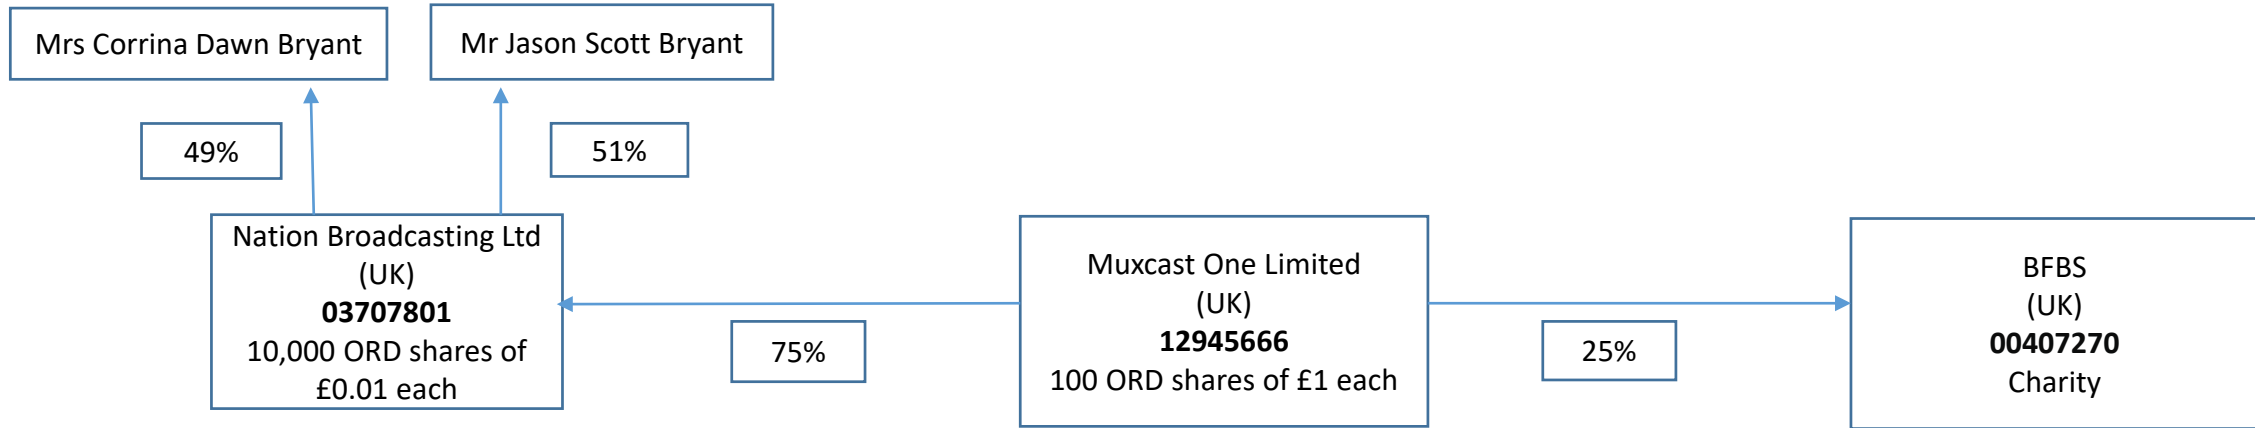 Mrs Corrina Dawn Bryant
Mr Jason Scott Bryant
49%
51%
Nation Broadcasting Ltd
(UK)
03707801
10,000 ORD shares of
£0.01 each
75%
Muxcast One Limited
(UK)
12945666
100 ORD shares of £1 each
25%
BFBS
(UK)
00407270
Charity